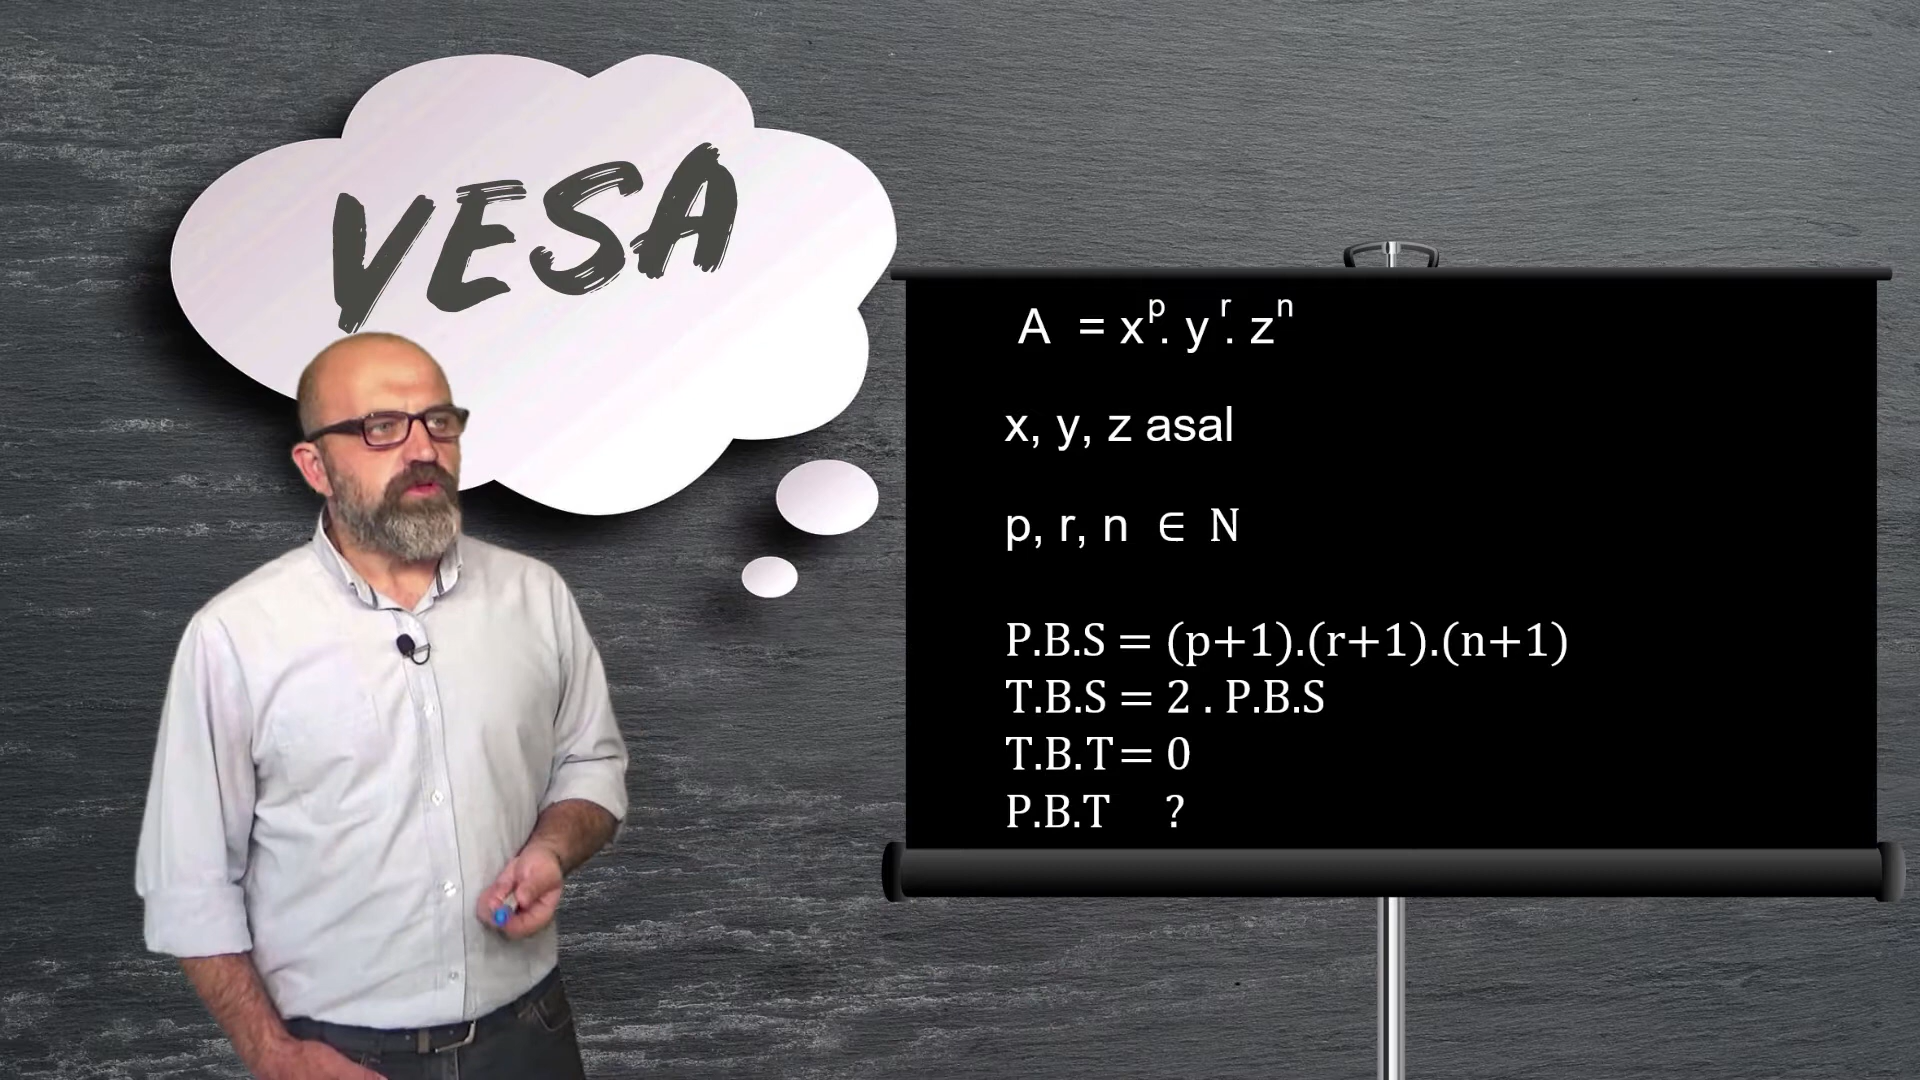 VESA
A = xᵖ. yʳ. zⁿ
x, y, z asal
p, r, n ∈ N
P.B.S = (p+1).(r+1).(n+1)
T.B.S = 2 . P.B.S
T.B.T = 0
P.B.T ?